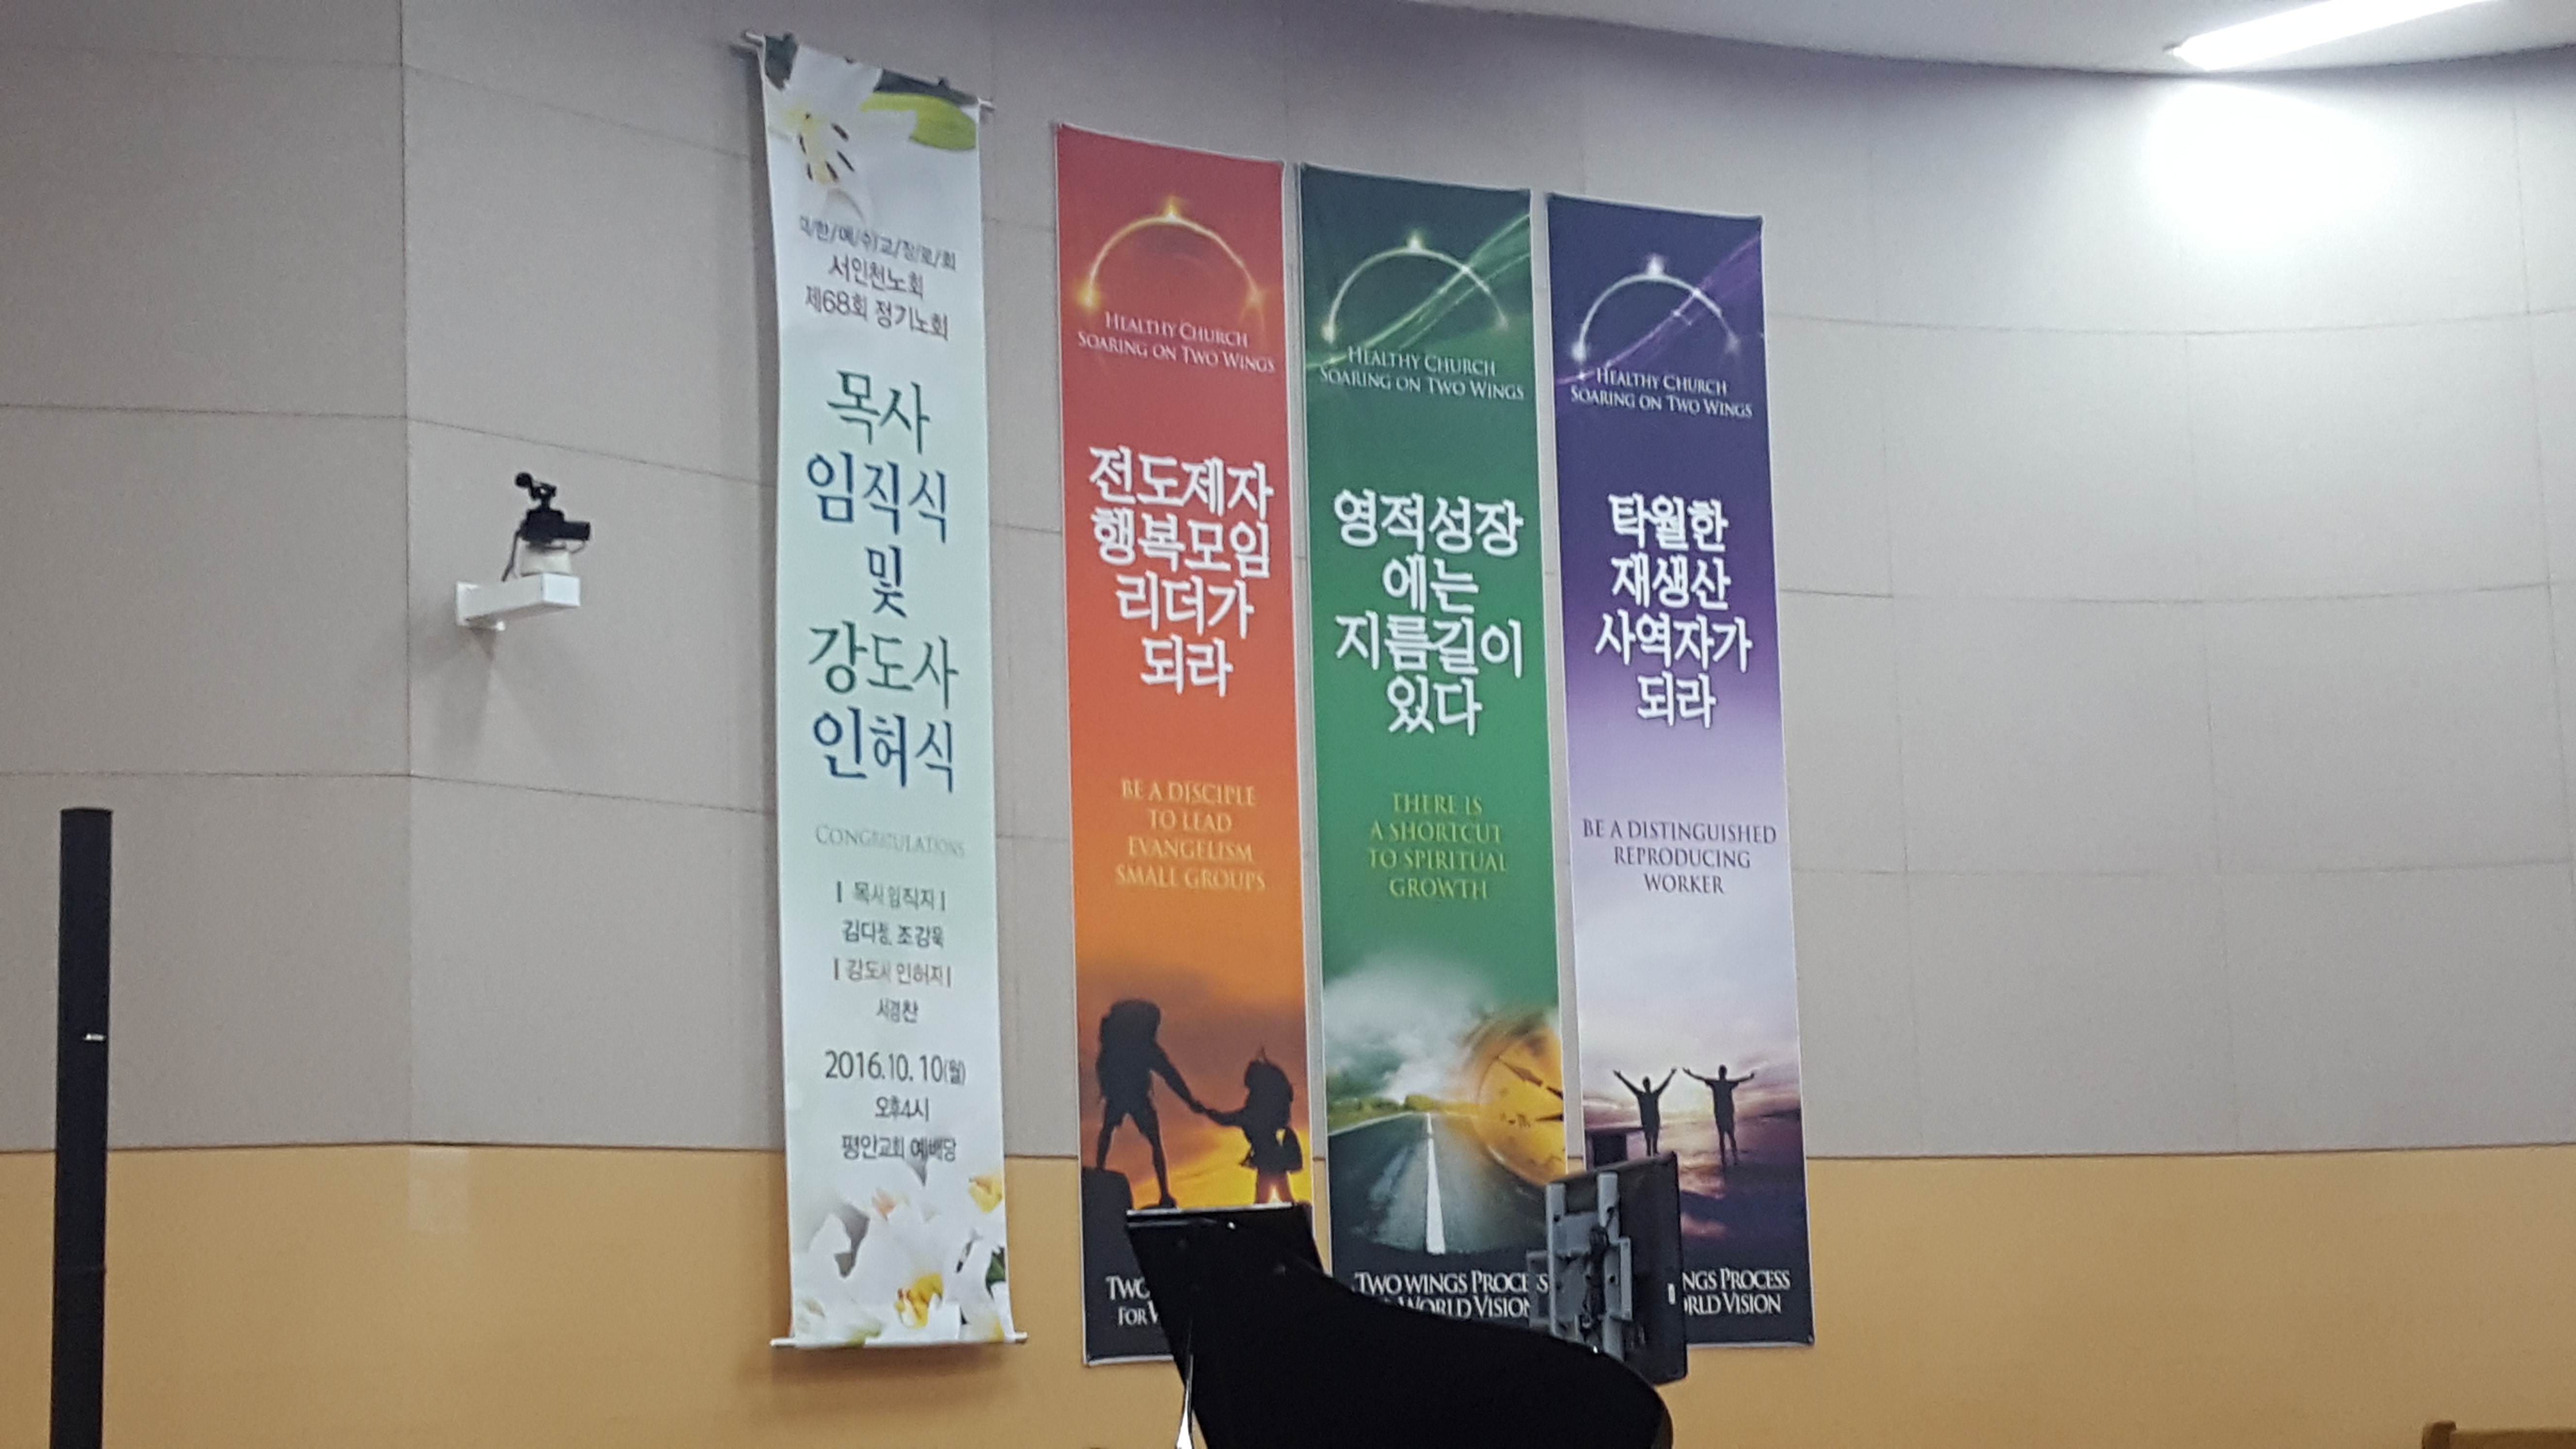 대/한/예/수/교/장/로/회
서인천노회
제68회 정기노회
목사
임직식
및
강도사
인허식
CONGRATULATIONS
| 목사 임직자 |
조강욱
| 강도사 인허자 |
서경찬
2016.10.10(월)
오후4시
평안교회 예배당
HEALTHY CHURCH
SOARING ON TWO WINGS
전도제자
행복모임
리더가
되라
BE A DISCIPLE
TO LEAD
EVANGELISM
SMALL GROUPS
TWO
FOR
HEALTHY CHURCH
SOARING ON TWO WINGS
영적성장
에는
지름길이
있다
THERE IS
A SHORTCUT
TO SPIRITUAL
GROWTH
TWO WINGS PROCESS
WORLD VISION
HEALTHY CHURCH
SOARING ON TWO WINGS
탁월한
재생산
사역자가
되라
BE A DISTINGUISHED
REPRODUCING
WORKER
NGS PROCESS
RLD VISION